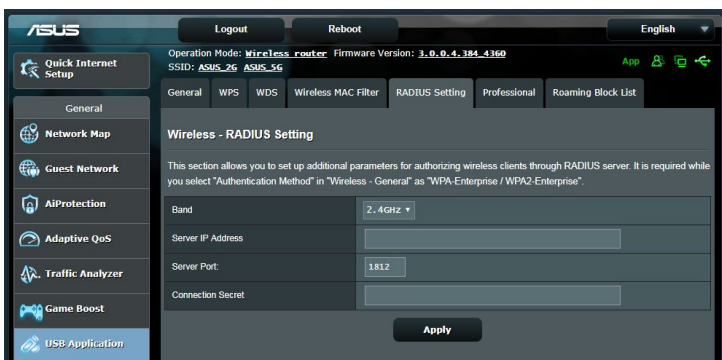 ASUS
Logout
Reboot
English
Quick Internet Setup
Operation Mode: Wireless router Firmware Version: 3.0.0.4.384_4360
SSID: ASUS_2G ASUS_5G
App
General
WPS
WDS
Wireless MAC Filter
RADIUS Setting
Professional
Roaming Block List
General
Network Map
Guest Network
AiProtection
Adaptive QoS
Traffic Analyzer
Game Boost
USB Application
Wireless - RADIUS Setting
This section allows you to set up additional parameters for authorizing wireless clients through RADIUS server. It is required while
you select "Authentication Method" in "Wireless - General" as "WPA-Enterprise / WPA2-Enterprise".
Band
2.4GHz
Server IP Address
Server Port:
1812
Connection Secret
Apply